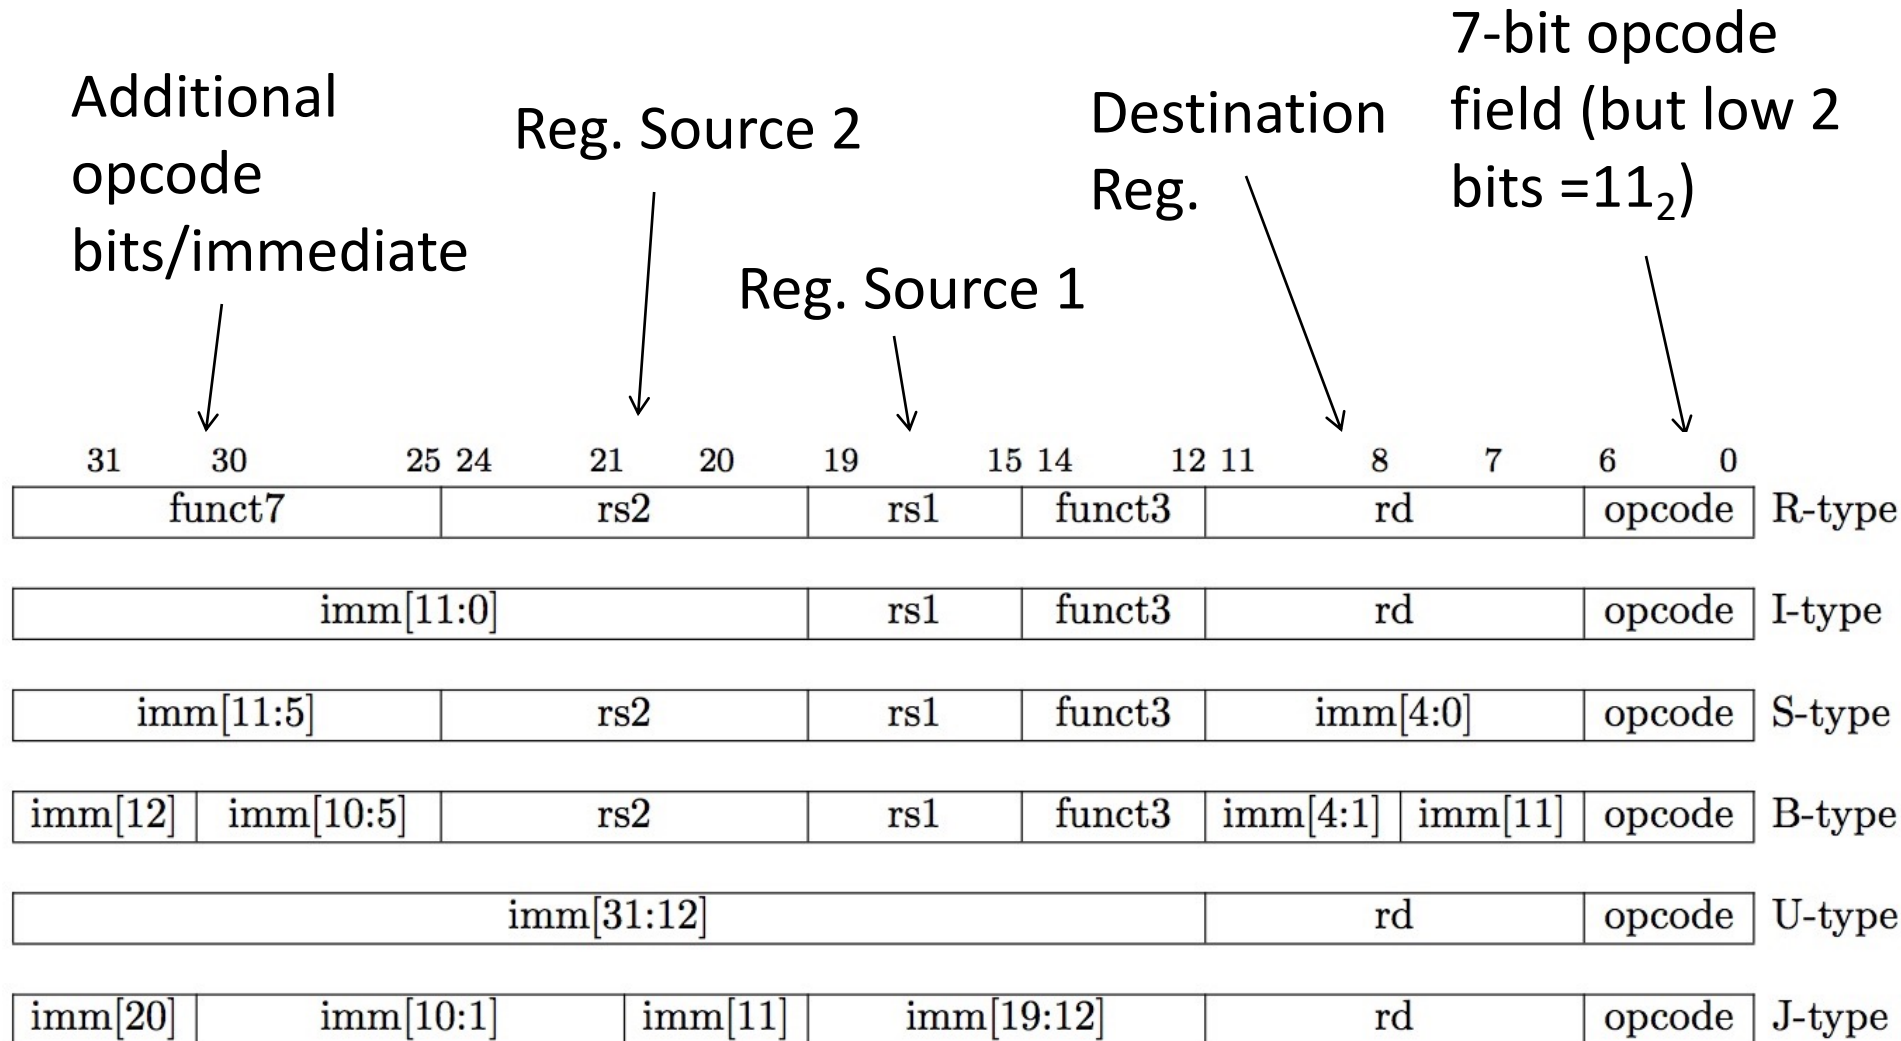 Additional
opcode
bits/immediate
Reg. Source 2
Reg. Source 1
Destination
Reg.
7-bit opcode
field (but low 2
bits =11₂)
31 30 25 24 21 20 19 15 14 12 11 8 7 6 0
funct7 rs2 rs1 funct3 rd opcode R-type
imm[11:0] rs1 funct3 rd opcode I-type
imm[11:5] rs2 rs1 funct3 imm[4:0] opcode S-type
imm[12] imm[10:5] rs2 rs1 funct3 imm[4:1] imm[11] opcode B-type
imm[31:12] rd opcode U-type
imm[20] imm[10:1] imm[11] imm[19:12] rd opcode J-type